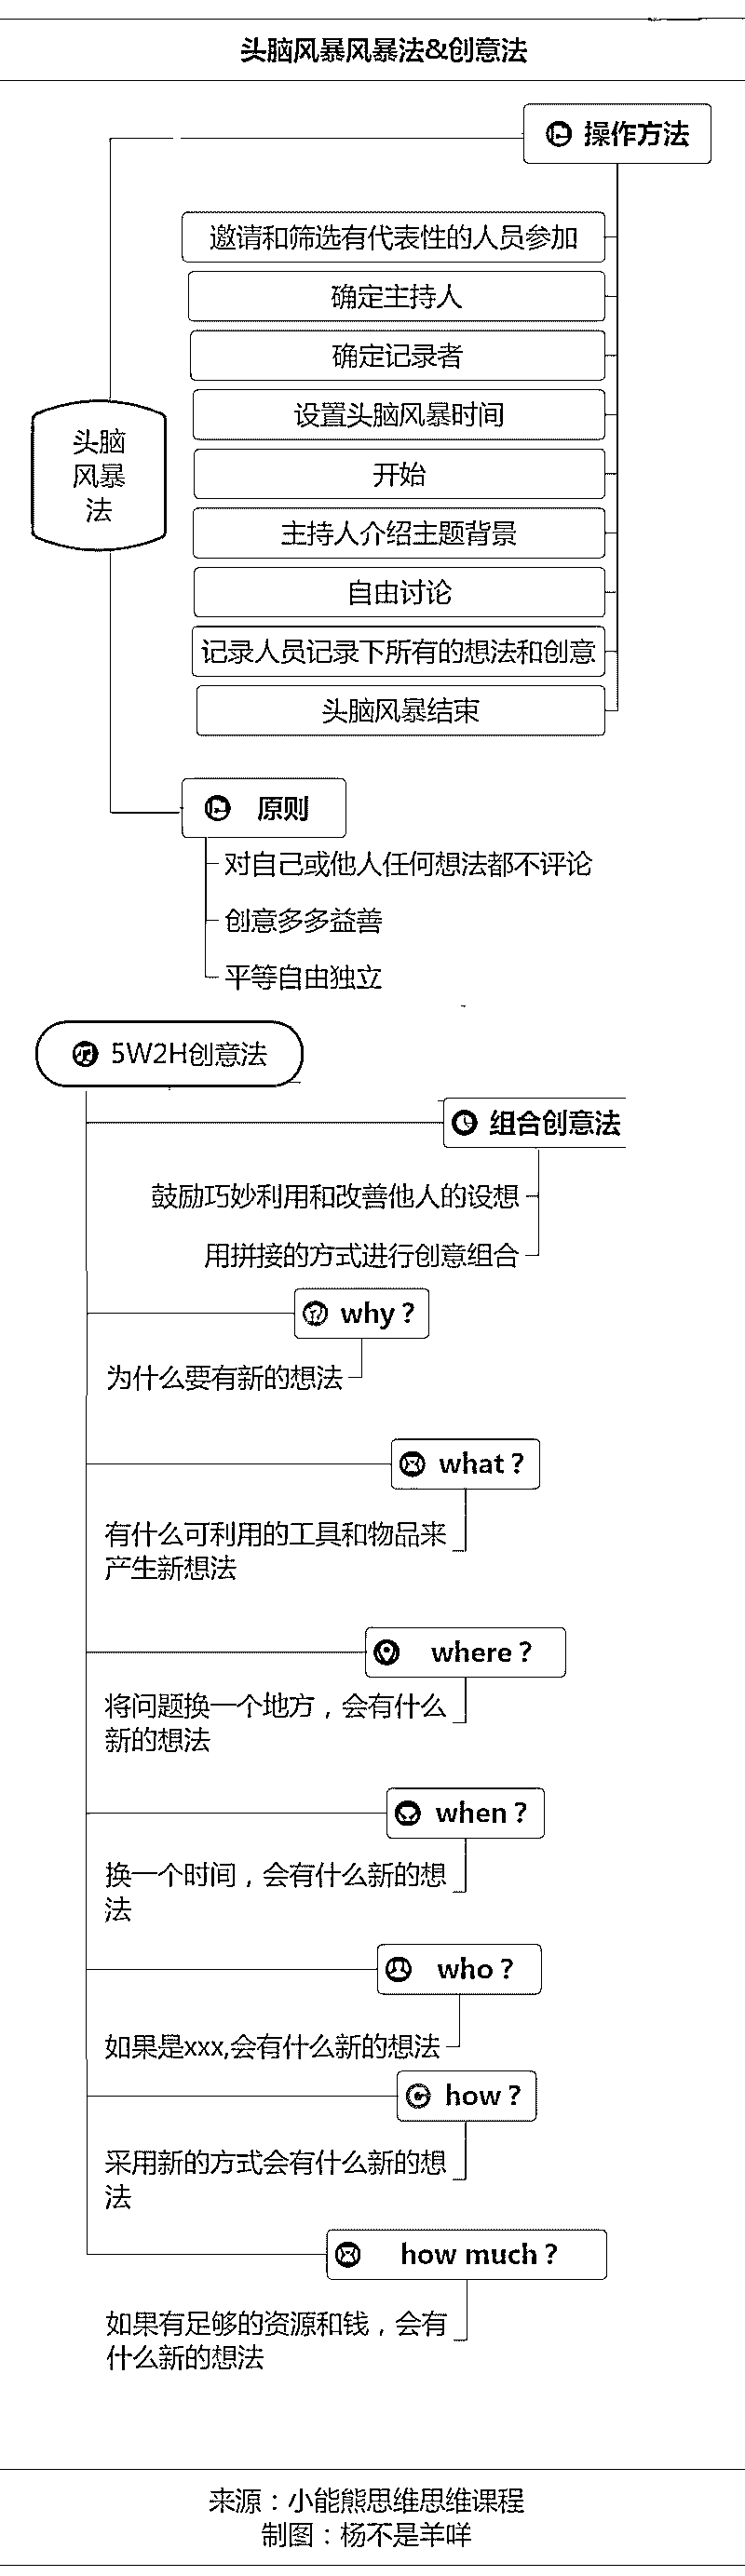 头脑风暴风暴法&创意法
操作方法
邀请和筛选有代表性的人员参加
确定主持人
确定记录者
设置头脑风暴时间
开始
主持人介绍主题背景
自由讨论
记录人员记录下所有的想法和创意
头脑风暴结束
头脑
风暴
法
原则
对自己或他人任何想法都不评论
创意多多益善
平等自由独立
5W2H创意法
组合创意法
鼓励巧妙利用和改善他人的设想
用拼接的方式进行创意组合
why？
为什么要有新的想法
what？
有什么可利用的工具和物品来
产生新想法
where？
将问题换一个地方，会有什么
新的想法
when？
换一个时间，会有什么新的想
法
who？
如果是xxx,会有什么新的想法
how？
采用新的方式会有什么新的想
法
how much？
如果有足够的资源和钱，会有
什么新的想法
来源：小能熊思维思维课程
制图：杨不是羊咩